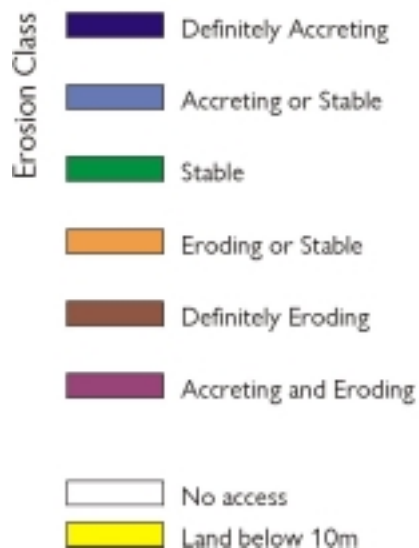 Erosion Class
Definitely Accreting
Accreting or Stable
Stable
Eroding or Stable
Definitely Eroding
Accreting and Eroding
No access
Land below 10m